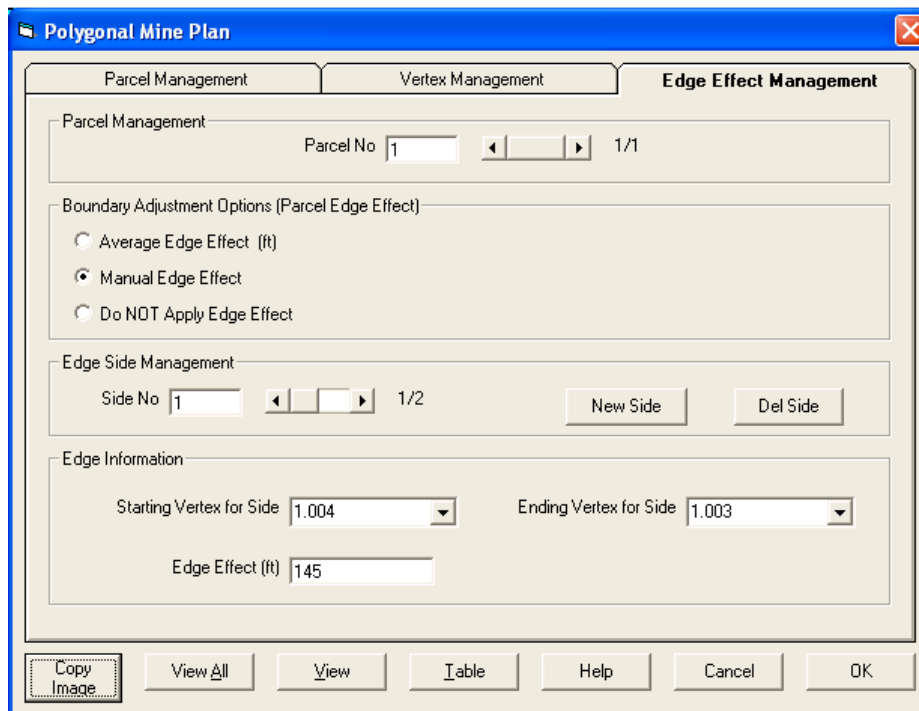 Polygonal Mine Plan
Parcel Management Vertex Management Edge Effect Management
Parcel Management
Parcel No 1 1/1
Boundary Adjustment Options (Parcel Edge Effect)
Average Edge Effect (ft)
Manual Edge Effect
Do NOT Apply Edge Effect
Edge Side Management
Side No 1 1/2 New Side Del Side
Edge Information
Starting Vertex for Side 1.004 Ending Vertex for Side 1.003
Edge Effect (ft) 145
Copy Image View All View Table Help Cancel OK